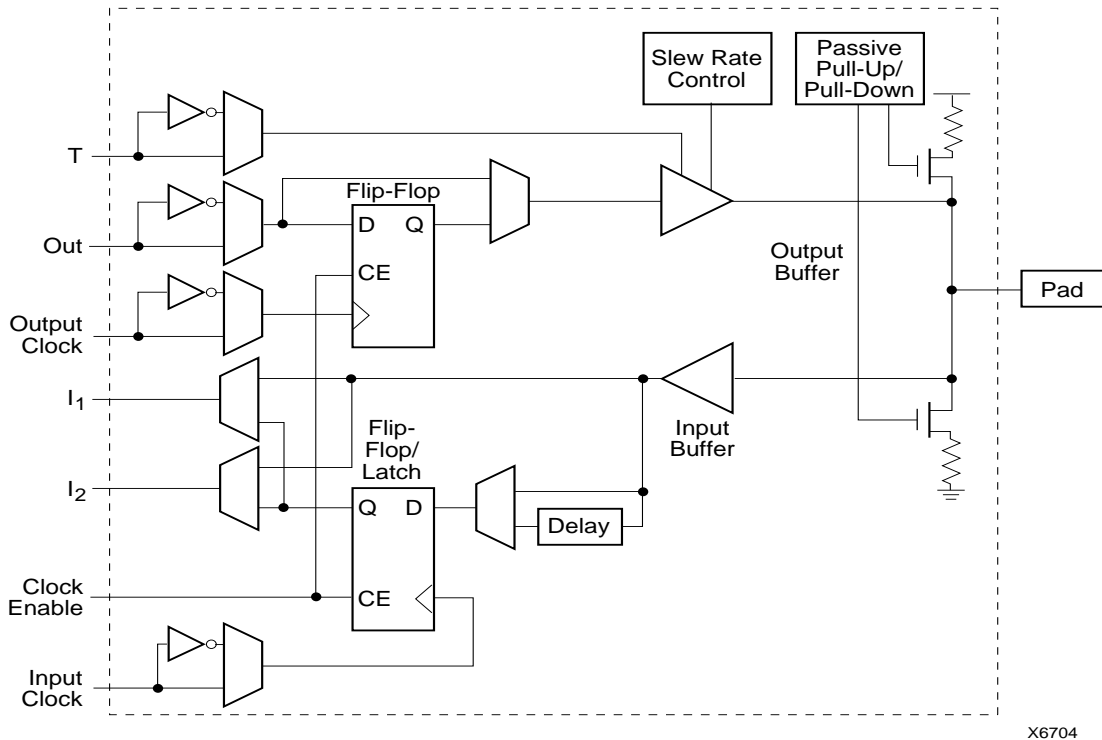 Slew Rate
Control
Passive
Pull-Up/
Pull-Down
T
Flip-Flop
D Q
CE
Out
Output
Buffer
Pad
Output
Clock
I1
Flip-
Flop/
Latch
Input
Buffer
I2
Q D
Delay
CE
Clock
Enable
Input
Clock
X6704